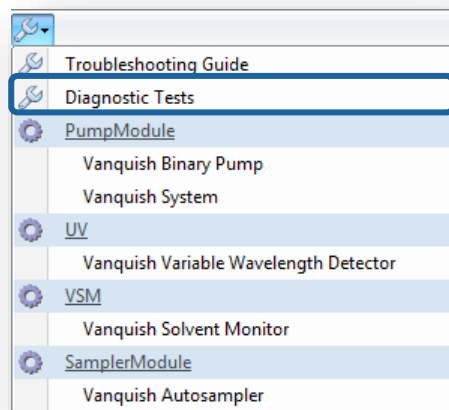 Troubleshooting Guide
Diagnostic Tests
PumpModule
Vanquish Binary Pump
Vanquish System
UV
Vanquish Variable Wavelength Detector
VSM
Vanquish Solvent Monitor
SamplerModule
Vanquish Autosampler